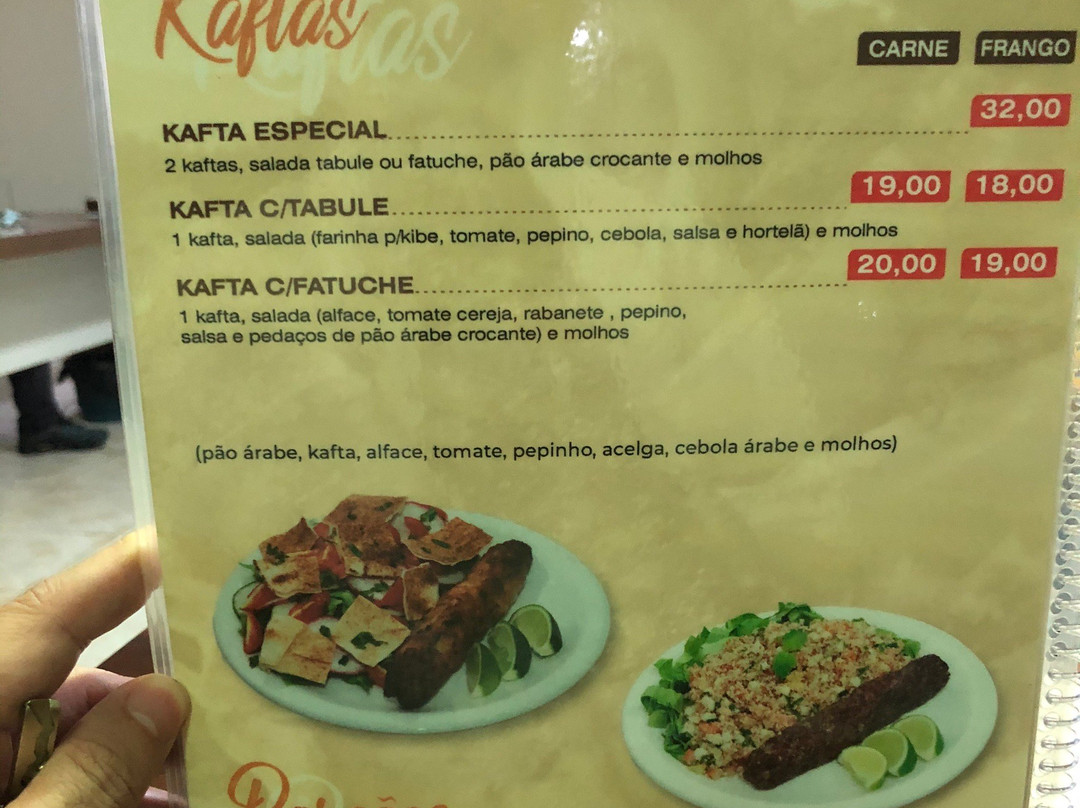 Kaftas
CARNE FRANGO
KAFTA ESPECIAL 32,00
2 kaftas, salada tabule ou fatuche, pão árabe crocante e molhos
KAFTA C/TABULE 19,00 18,00
1 kafta, salada (farinha p/kibe, tomate, pepino, cebola, salsa e hortelã) e molhos
KAFTA C/FATUCHE 20,00 19,00
1 kafta, salada (alface, tomate cereja, rabanete , pepino,
salsa e pedaços de pão árabe crocante) e molhos
(pão árabe, kafta, alface, tomate, pepinho, acelga, cebola árabe e molhos)